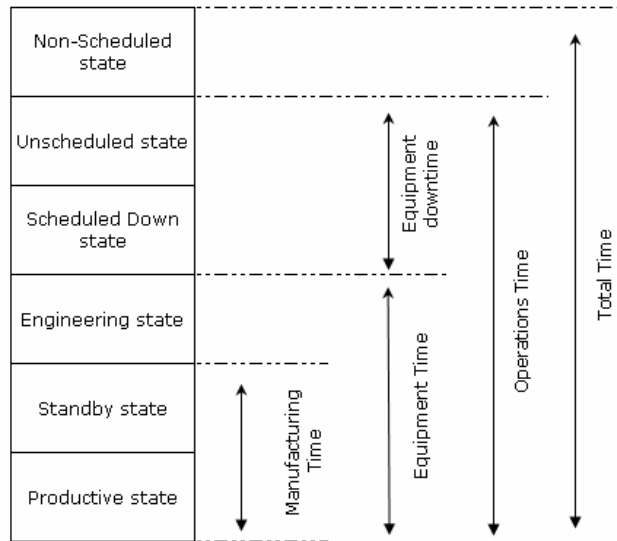 Non-Scheduled
state
Unscheduled state
Scheduled Down
state
Engineering state
Standby state
Productive state
Manufacturing
Time
Equipment
downtime
Equipment Time
Operations Time
Total Time